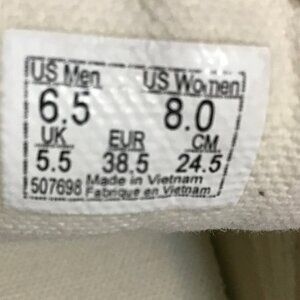 US Men US Women
6.5 8.0
UK EUR CM
5.5 38.5 24.5
507698 Made in Vietnam
Fabrique en Vietnam